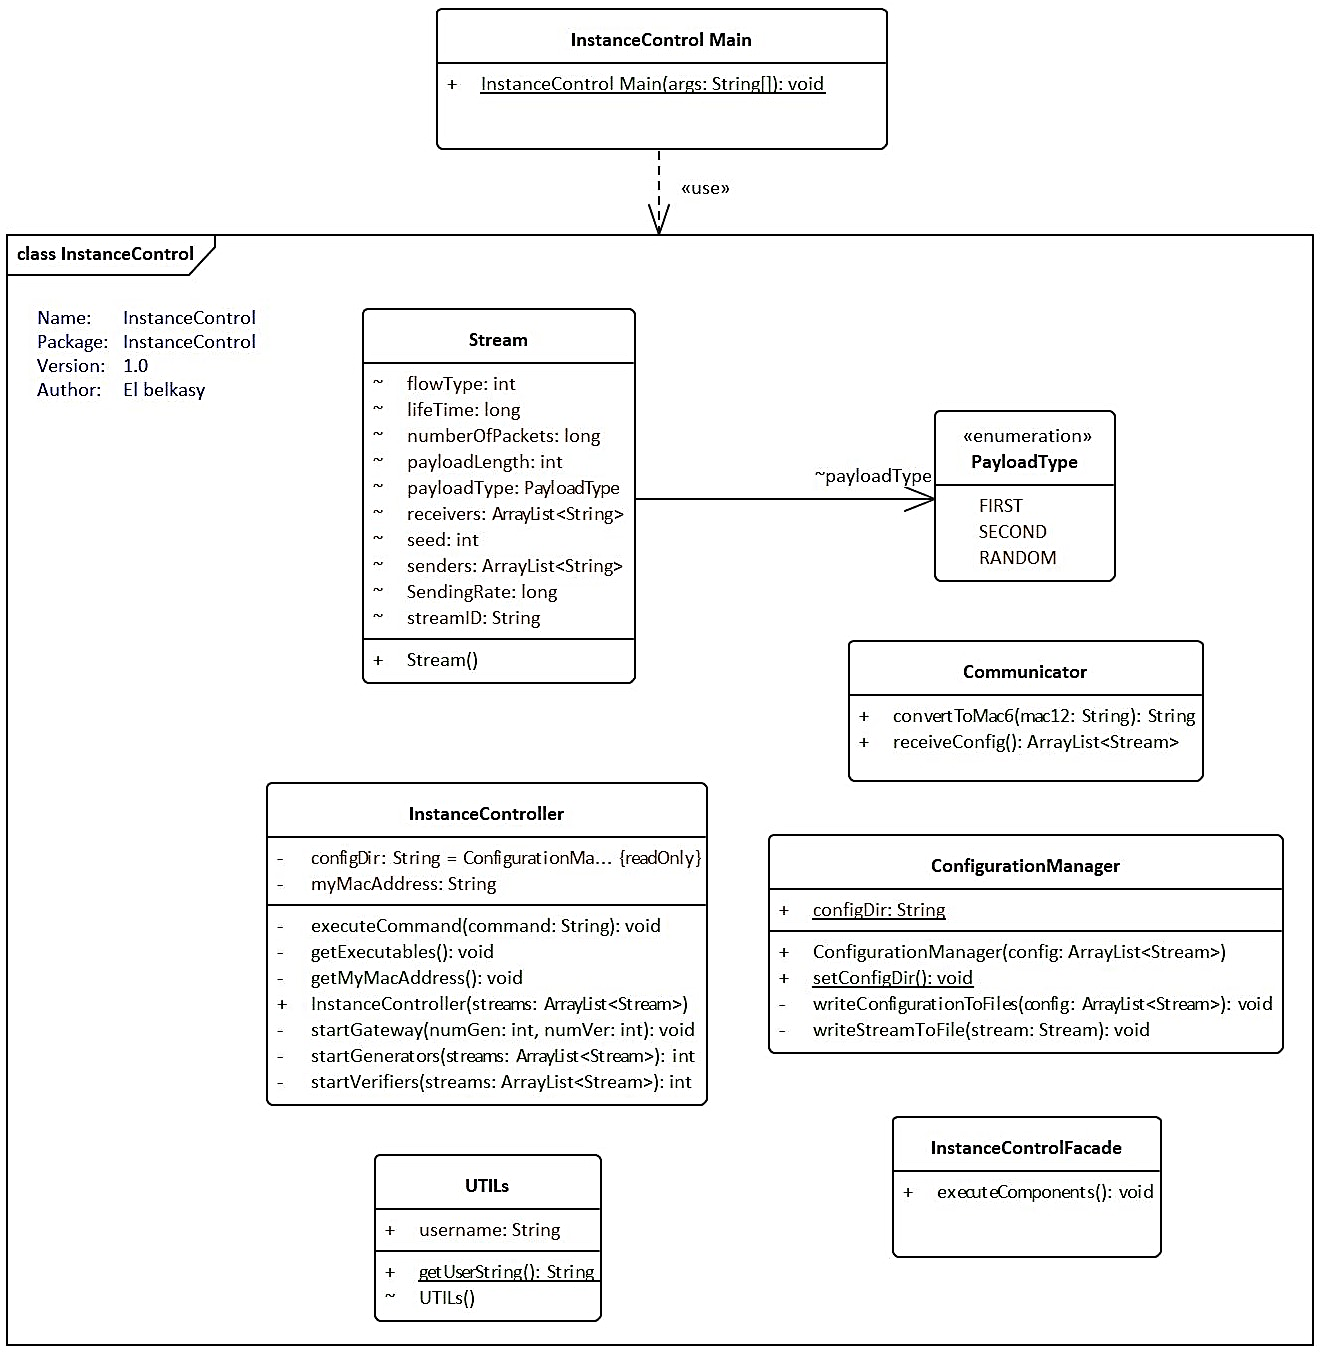 InstanceControl Main
+ InstanceControl Main(args: String[]): void
«use»
class InstanceControl
Name: InstanceControl
Package: InstanceControl
Version: 1.0
Author: El belkasy
Stream
~ flowType: int
~ lifeTime: long
~ numberOfPackets: long
~ payloadLength: int
~ payloadType: PayloadType
~ receivers: ArrayList<String>
~ seed: int
~ senders: ArrayList<String>
~ SendingRate: long
~ streamID: String
+ Stream()
~payloadType
«enumeration»
PayloadType
FIRST
SECOND
RANDOM
Communicator
+ convertToMac6(mac12: String): String
+ receiveConfig(): ArrayList<Stream>
InstanceController
- configDir: String = ConfigurationMa... {readOnly}
- myMacAddress: String
- executeCommand(command: String): void
- getExecutables(): void
- getMyMacAddress(): void
+ InstanceController(streams: ArrayList<Stream>)
- startGateway(numGen: int, numVer: int): void
- startGenerators(streams: ArrayList<Stream>): int
- startVerifiers(streams: ArrayList<Stream>): int
ConfigurationManager
+ configDir: String
+ ConfigurationManager(config: ArrayList<Stream>)
+ setConfigDir(): void
- writeConfigurationToFiles(config: ArrayList<Stream>): void
- writeStreamToFile(stream: Stream): void
InstanceControlFacade
+ executeComponents(): void
UTILs
+ username: String
+ getUserString(): String
~ UTILs()